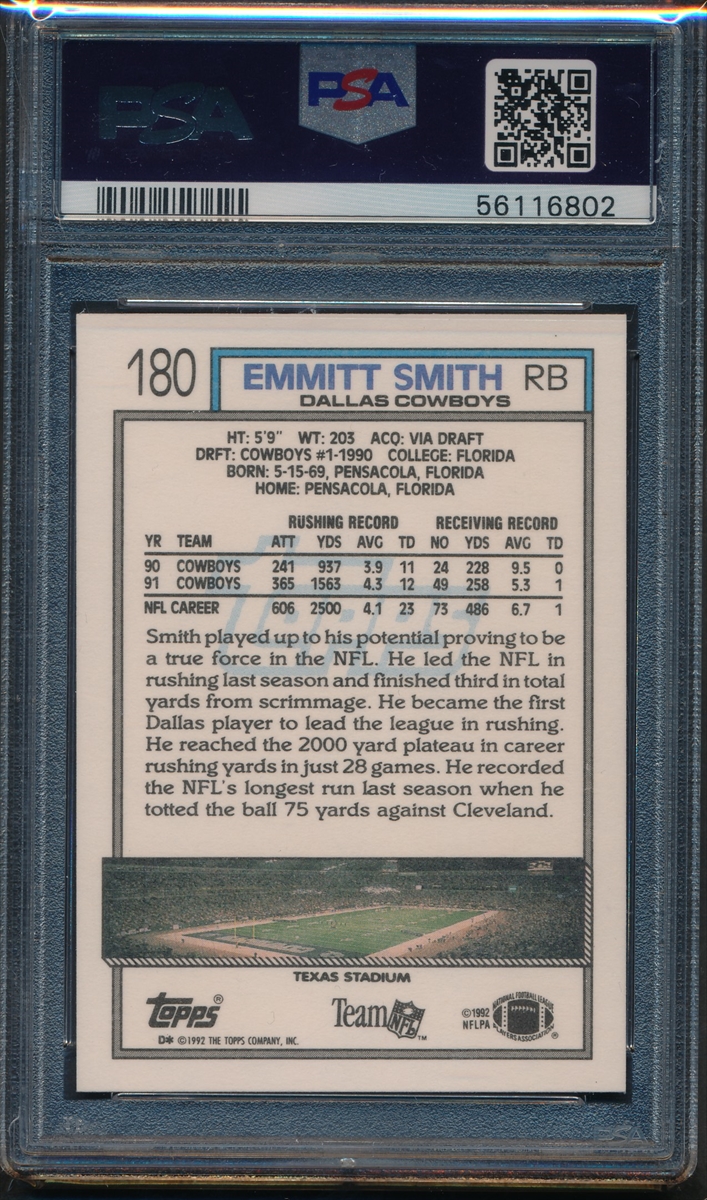 PSA
PSA
56116802
180 EMMITT SMITH RB
DALLAS COWBOYS
HT: 5'9" WT: 203 ACQ: VIA DRAFT
DRFT: COWBOYS #1-1990 COLLEGE: FLORIDA
BORN: 5-15-69, PENSACOLA, FLORIDA
HOME: PENSACOLA, FLORIDA
RUSHING RECORD RECEIVING RECORD
YR TEAM ATT YDS AVG TD NO YDS AVG TD
90 COWBOYS 241 937 3.9 11 24 228 9.5 0
91 COWBOYS 365 1563 4.3 12 49 258 5.3 1
NFL CAREER 606 2500 4.1 23 73 486 6.7 1
Topps
Smith played up to his potential proving to be
a true force in the NFL. He led the NFL in
rushing last season and finished third in total
yards from scrimmage. He became the first
Dallas player to lead the league in rushing.
He reached the 2000 yard plateau in career
rushing yards in just 28 games. He recorded
the NFL's longest run last season when he
totted the ball 75 yards against Cleveland.
TEXAS STADIUM
Topps® Team NFL™ ©1992 NFLPA NATIONAL FOOTBALL LEAGUE PLAYERS ASSOCIATION®
D* ©1992 THE TOPPS COMPANY, INC.